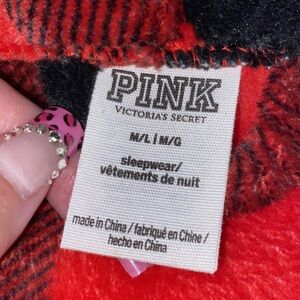 PINK
VICTORIA'S SECRET
M/L | M/G
sleepwear/
vêtements de nuit
made in China / fabriqué en Chine /
hecho en China